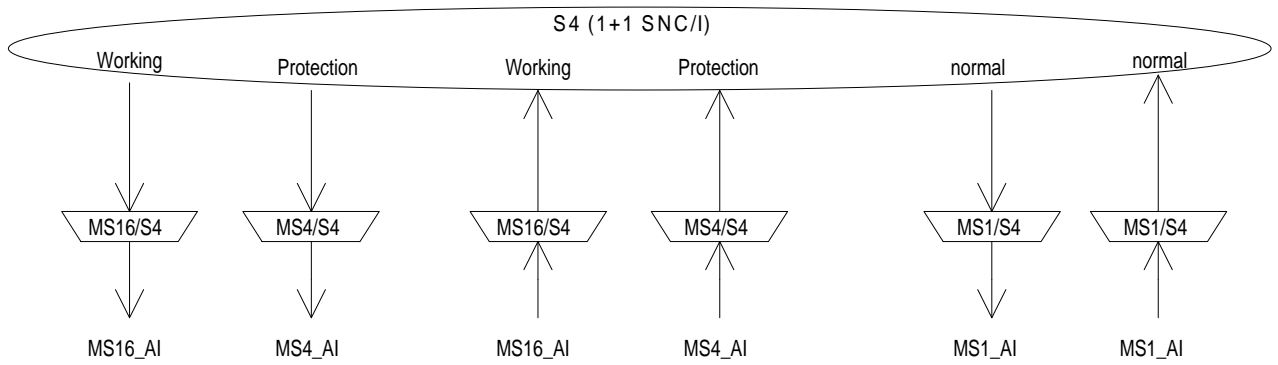 S4 (1+1 SNC/I)
Working Protection Working Protection normal normal
MS16/S4 MS4/S4 MS16/S4 MS4/S4 MS1/S4 MS1/S4
MS16_AI MS4_AI MS16_AI MS4_AI MS1_AI MS1_AI